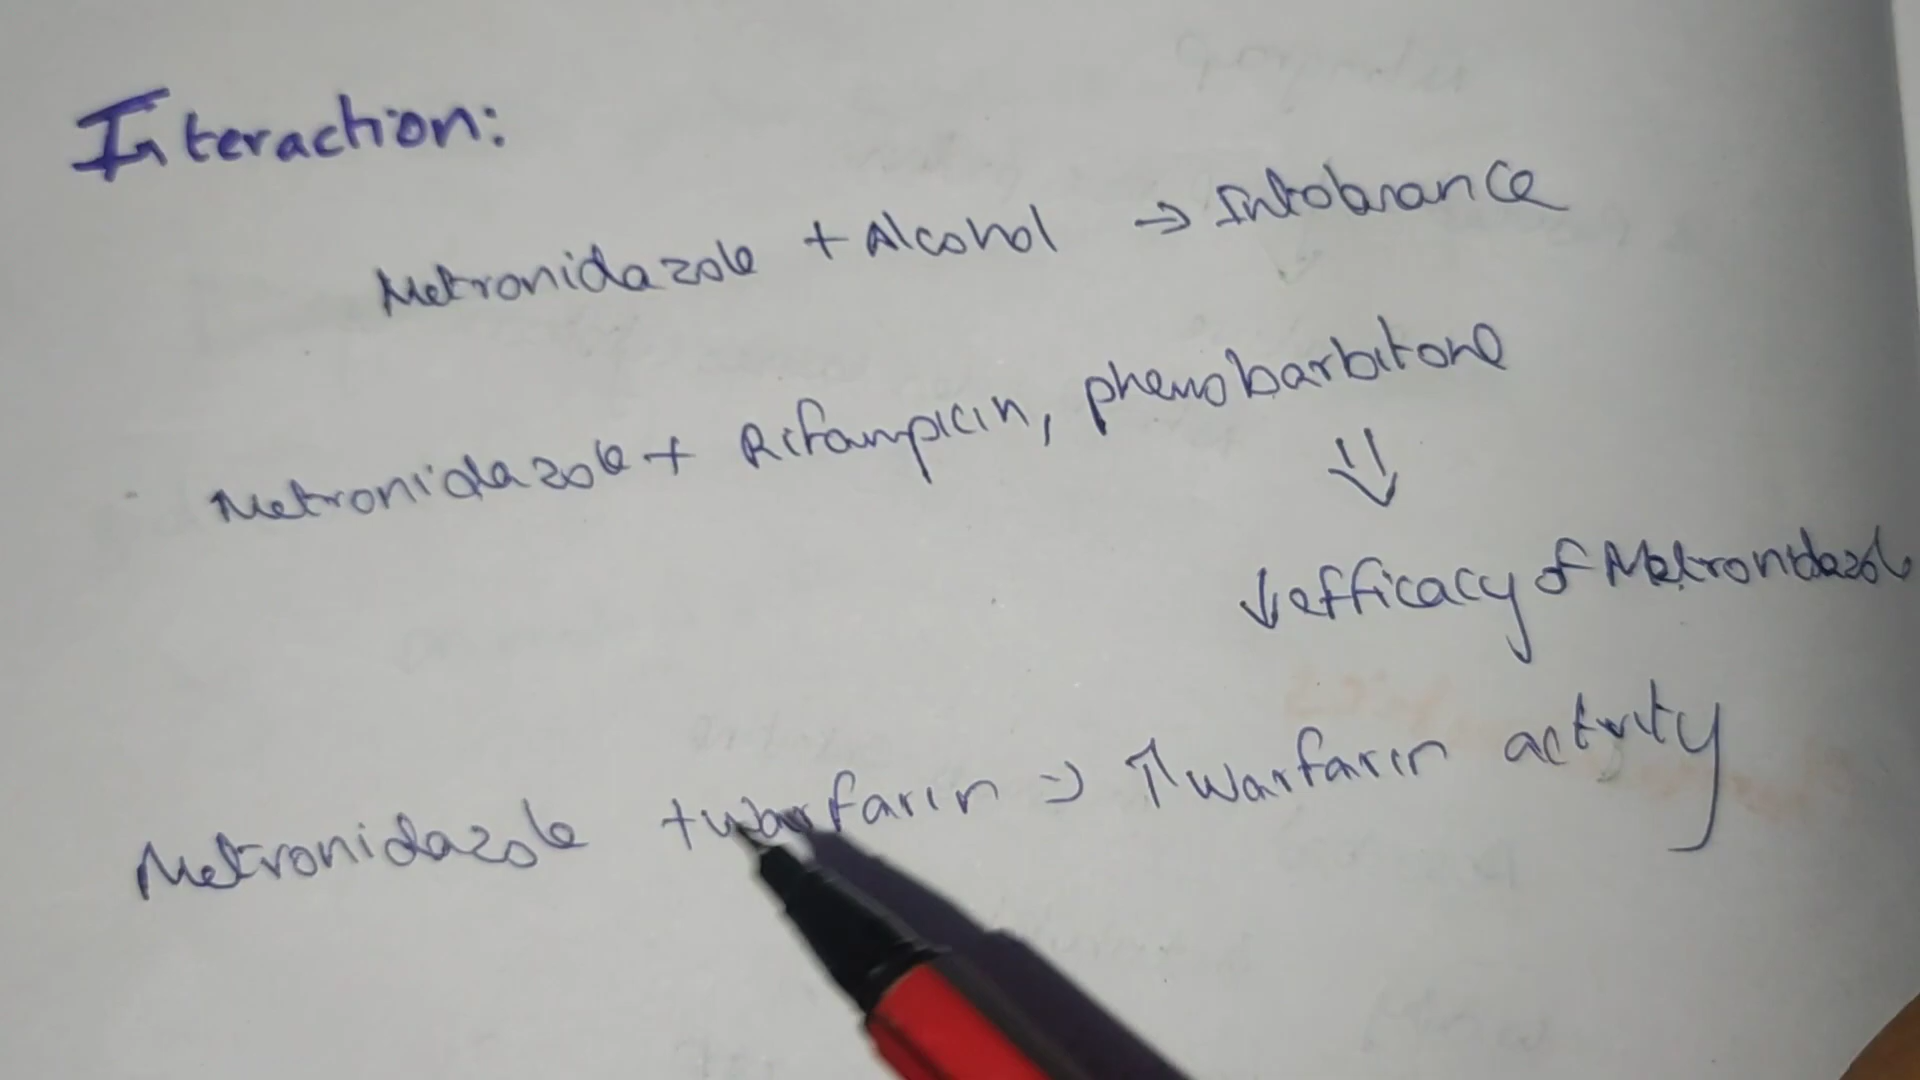 Interaction:
Metronidazole + Alcohol → Intolerance
Metronidazole + Rifampicin, phenobarbitone
⇓
↓ efficacy of Metronidazole
Metronidazole + warfarin ⇒ ↑ warfarin activity